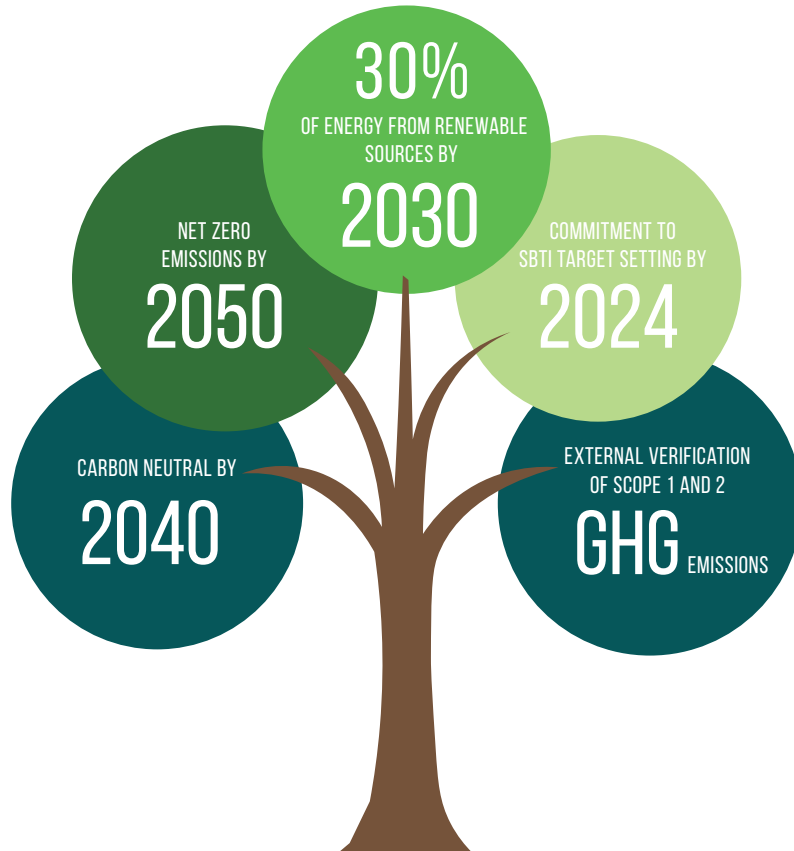 30%
OF ENERGY FROM RENEWABLE
SOURCES BY
2030
NET ZERO
EMISSIONS BY
2050
COMMITMENT TO
SBTI TARGET SETTING BY
2024
CARBON NEUTRAL BY
2040
EXTERNAL VERIFICATION
OF SCOPE 1 AND 2
GHG EMISSIONS